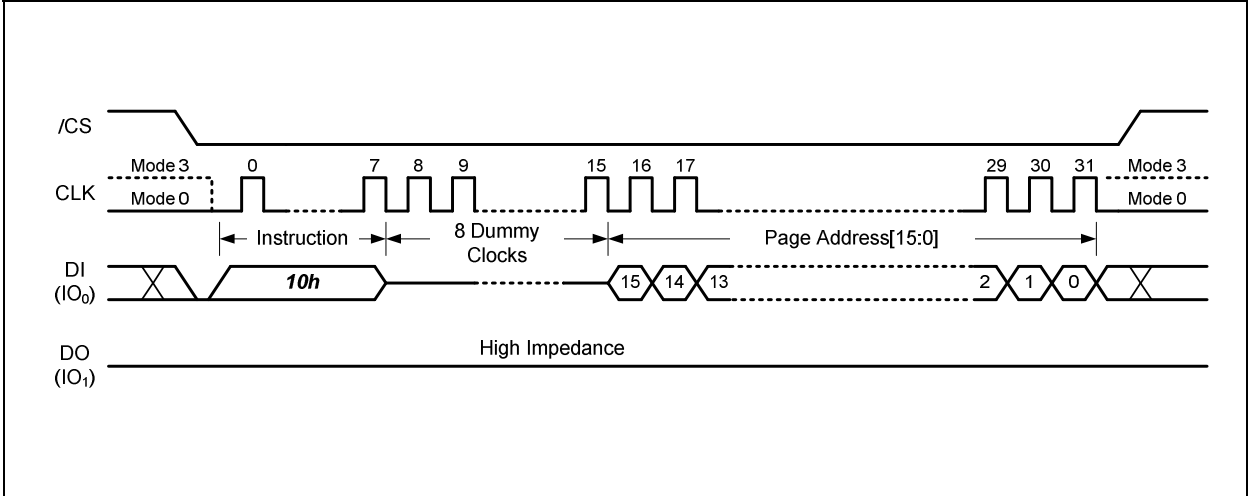 /CS
Mode 3 0 7 8 9 15 16 17 29 30 31 Mode 3
CLK
Mode 0 Mode 0
Instruction 8 Dummy Clocks Page Address[15:0]
DI
(IO₀)
10h 15 14 13 2 1 0
High Impedance
DO
(IO₁)